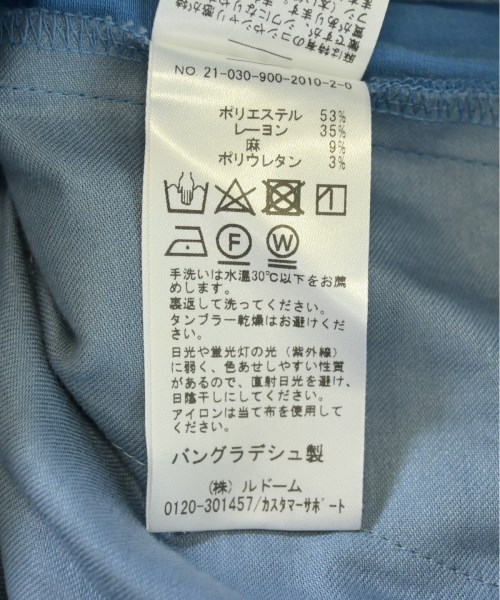 NO 21-030-900-2010-2-0
ポリエステル 53%
レーヨン 35%
麻 9%
ポリウレタン 3%
F W
手洗いは水温30℃以下をお薦
めします。
裏返して洗ってください。
タンブラー乾燥はお避けくだ
さい。
日光や蛍光灯の光（紫外線）
に弱く、色あせしやすい性質
があるので、直射日光を避け、
日陰干しにしてください。
アイロンは当て布を使用して
ください。
バングラデシュ製
(株) ルドーム
0120-301457/カスタマーサポート